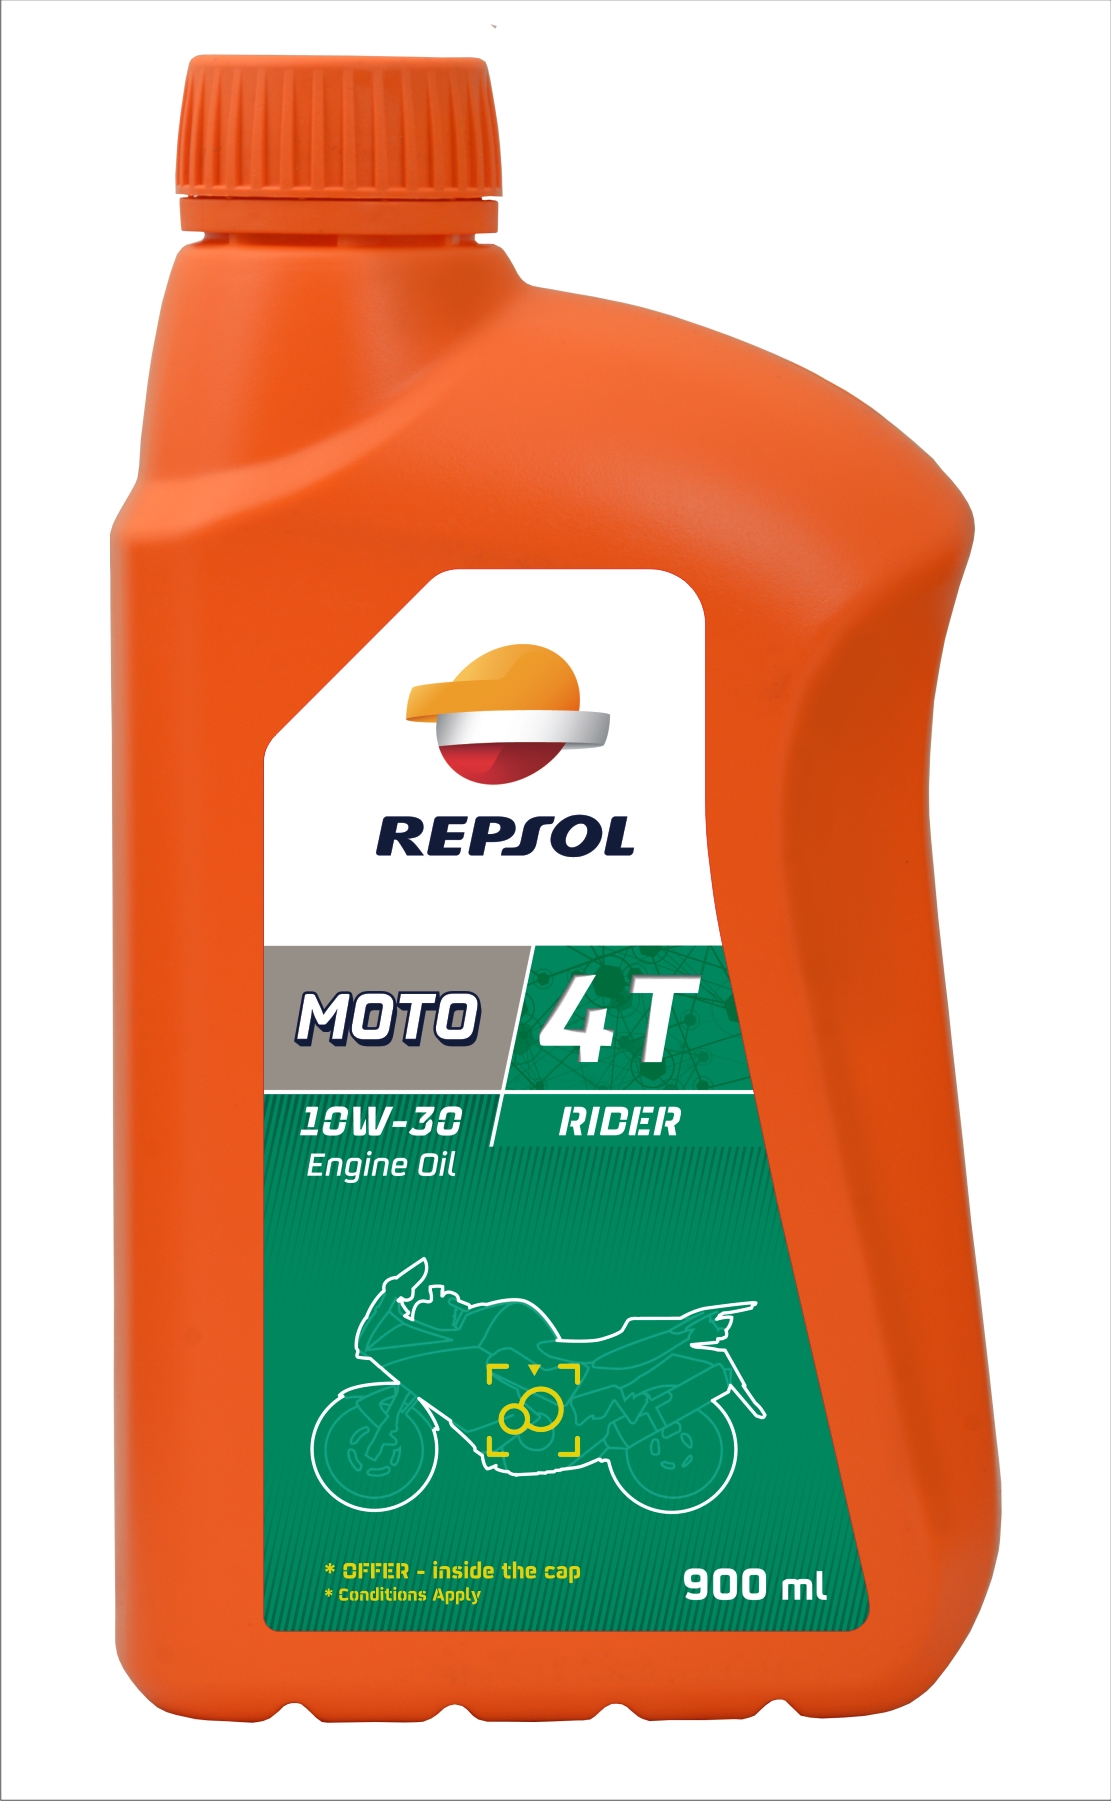 REPSOL
MOTO
4T
10W-30
RIDER
Engine Oil
* OFFER - inside the cap
* Conditions Apply
900 ml